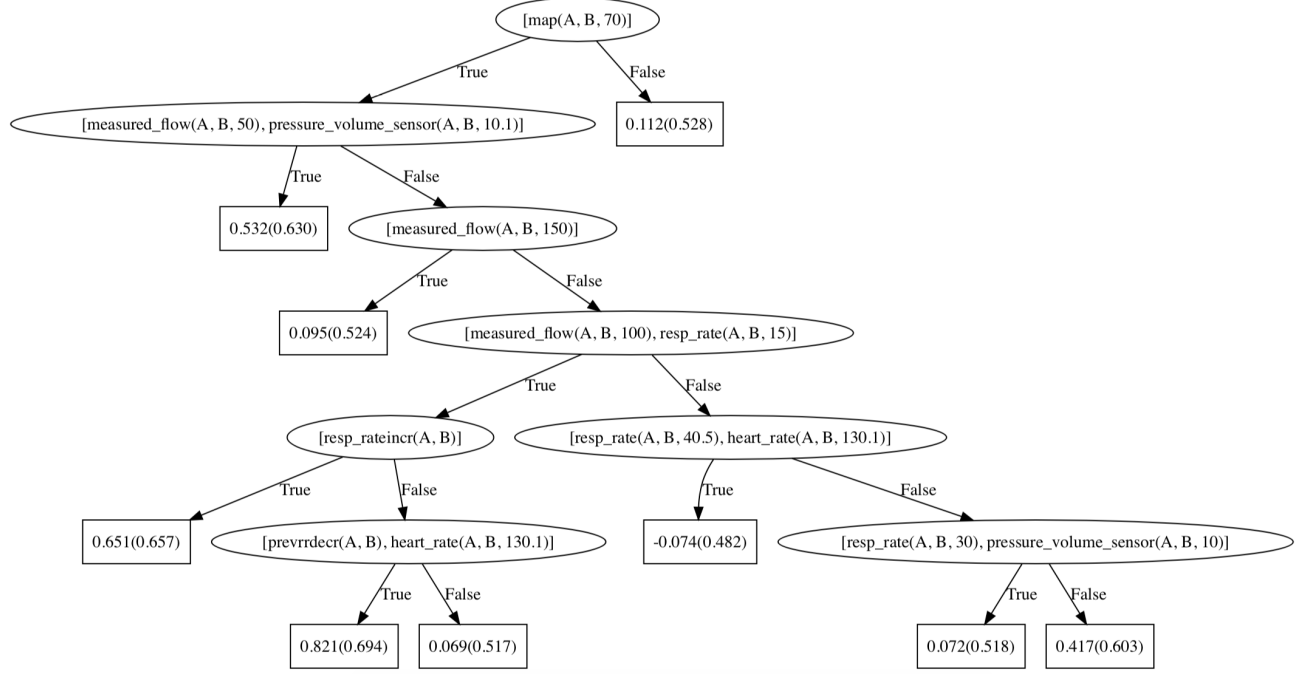 [map(A, B, 70)]
True
False
[measured_flow(A, B, 50), pressure_volume_sensor(A, B, 10.1)]
0.112(0.528)
True
False
0.532(0.630)
[measured_flow(A, B, 150)]
True
False
0.095(0.524)
[measured_flow(A, B, 100), resp_rate(A, B, 15)]
True
False
[resp_rateincr(A, B)]
[resp_rate(A, B, 40.5), heart_rate(A, B, 130.1)]
True
False
True
False
0.651(0.657)
[prevrrdecr(A, B), heart_rate(A, B, 130.1)]
-0.074(0.482)
[resp_rate(A, B, 30), pressure_volume_sensor(A, B, 10)]
True
False
True
False
0.821(0.694)
0.069(0.517)
0.072(0.518)
0.417(0.603)